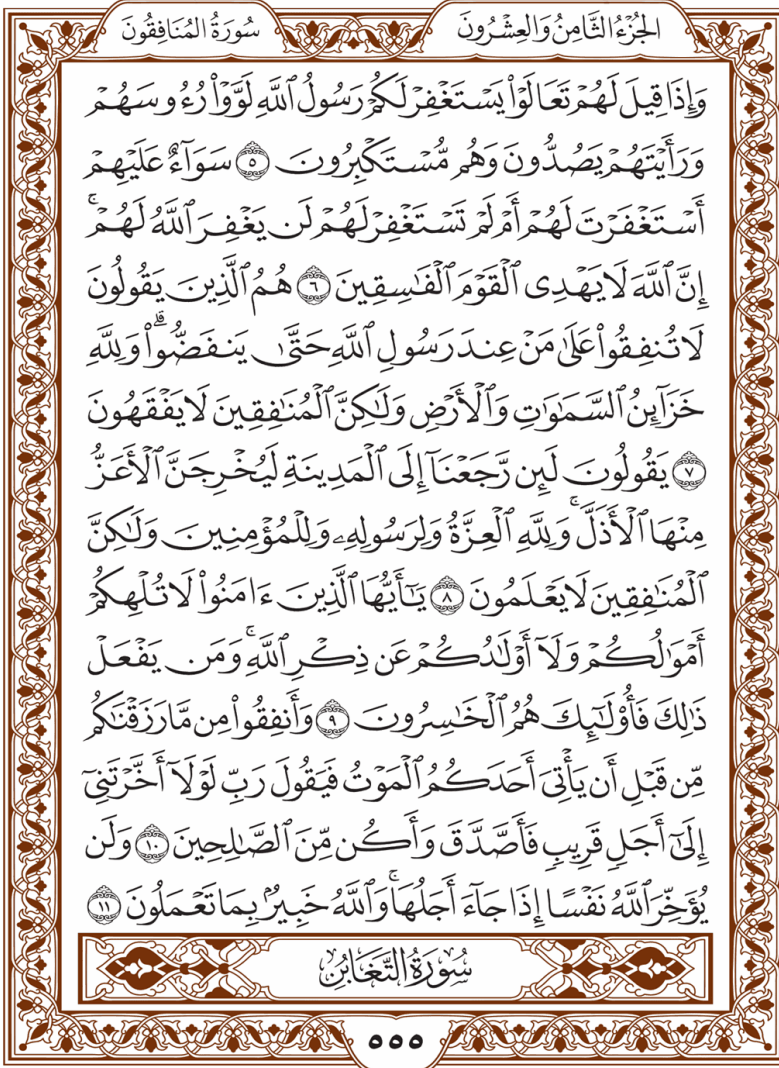 الجُزْءُ الثَّامِنُ وَالعِشْرُونَ
سُورَةُ المُنَافِقُونَ
وَإِذَا قِيلَ لَهُمْ تَعَالَوْا۟ يَسْتَغْفِرْ لَكُمْ رَسُولُ ٱللَّهِ لَوَّوْا۟ رُءُوسَهُمْ
وَرَأَيْتَهُمْ يَصُدُّونَ وَهُم مُّسْتَكْبِرُونَ ٥ سَوَآءٌ عَلَيْهِمْ
أَسْتَغْفَرْتَ لَهُمْ أَمْ لَمْ تَسْتَغْفِرْ لَهُمْ لَن يَغْفِرَ ٱللَّهُ لَهُمْ ۚ
إِنَّ ٱللَّهَ لَا يَهْدِى ٱلْقَوْمَ ٱلْفَـٰسِقِينَ ٦ هُمُ ٱلَّذِينَ يَقُولُونَ
لَا تُنفِقُوا۟ عَلَىٰ مَنْ عِندَ رَسُولِ ٱللَّهِ حَتَّىٰ يَنفَضُّوا۟ ۗ وَلِلَّهِ
خَزَآئِنُ ٱلسَّمَـٰوَٰتِ وَٱلْأَرْضِ وَلَـٰكِنَّ ٱلْمُنَـٰفِقِينَ لَا يَفْقَهُونَ
٧ يَقُولُونَ لَئِن رَّجَعْنَآ إِلَى ٱلْمَدِينَةِ لَيُخْرِجَنَّ ٱلْأَعَزُّ
مِنْهَا ٱلْأَذَلَّ ۚ وَلِلَّهِ ٱلْعِزَّةُ وَلِرَسُولِهِۦ وَلِلْمُؤْمِنِينَ وَلَـٰكِنَّ
ٱلْمُنَـٰفِقِينَ لَا يَعْلَمُونَ ٨ يَـٰٓأَيُّهَا ٱلَّذِينَ ءَامَنُوا۟ لَا تُلْهِكُمْ
أَمْوَٰلُكُمْ وَلَآ أَوْلَـٰدُكُمْ عَن ذِكْرِ ٱللَّهِ ۚ وَمَن يَفْعَلْ
ذَٰلِكَ فَأُو۟لَـٰٓئِكَ هُمُ ٱلْخَـٰسِرُونَ ٩ وَأَنفِقُوا۟ مِن مَّا رَزَقْنَـٰكُم
مِّن قَبْلِ أَن يَأْتِىَ أَحَدَكُمُ ٱلْمَوْتُ فَيَقُولَ رَبِّ لَوْلَآ أَخَّرْتَنِىٓ
إِلَىٰٓ أَجَلٍ قَرِيبٍ فَأَصَّدَّقَ وَأَكُن مِّنَ ٱلصَّـٰلِحِينَ ١٠ وَلَن
يُؤَخِّرَ ٱللَّهُ نَفْسًا إِذَا جَآءَ أَجَلُهَا ۚ وَٱللَّهُ خَبِيرٌۢ بِمَا تَعْمَلُونَ ١١
سُورَةُ التَّغَابُنِ
٥٥٥